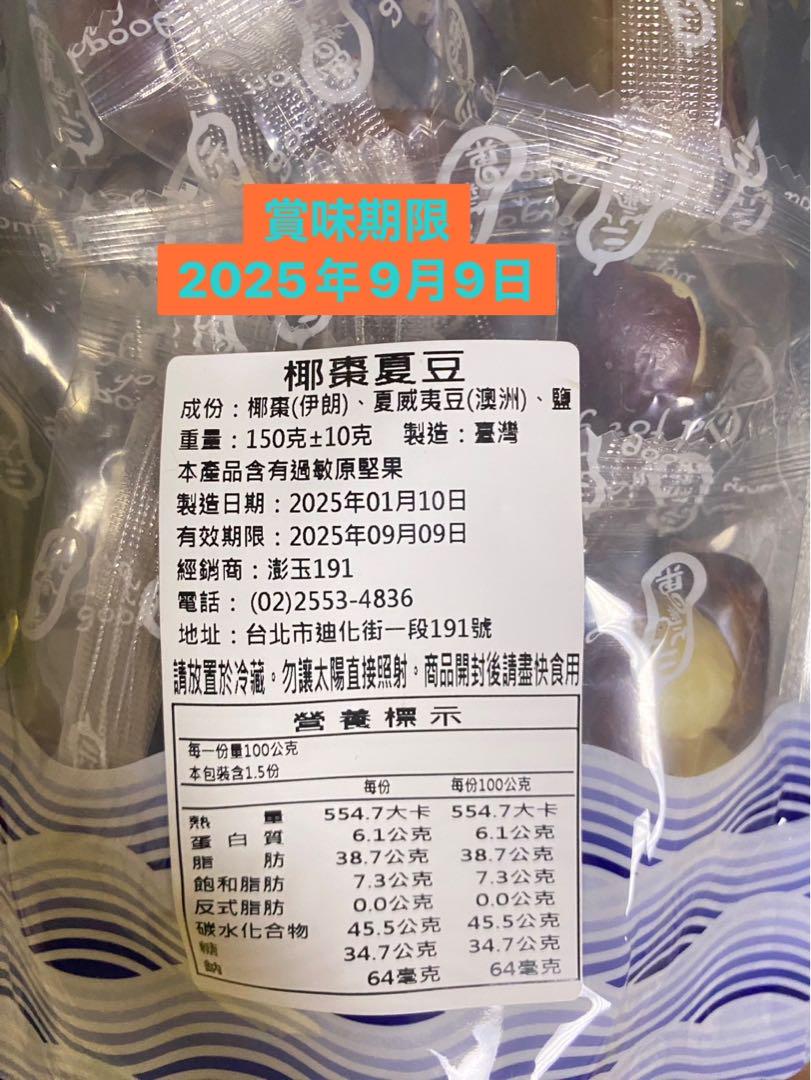 賞味期限
2025年9月9日
椰棗夏豆
成份：椰棗(伊朗)、夏威夷豆(澳洲)、鹽
重量：150克±10克 製造：臺灣
本產品含有過敏原堅果
製造日期：2025年01月10日
有效期限：2025年09月09日
經銷商：澎玉191
電話： (02)2553-4836
地址：台北市迪化街一段191號
請放置於冷藏。勿讓太陽直接照射。商品開封後請盡快食用
營養標示
每一份量100公克
本包裝含1.5份
每份 每份100公克
熱量 554.7大卡 554.7大卡
蛋白質 6.1公克 6.1公克
脂肪 38.7公克 38.7公克
飽和脂肪 7.3公克 7.3公克
反式脂肪 0.0公克 0.0公克
碳水化合物 45.5公克 45.5公克
糖 34.7公克 34.7公克
鈉 64毫克 64毫克